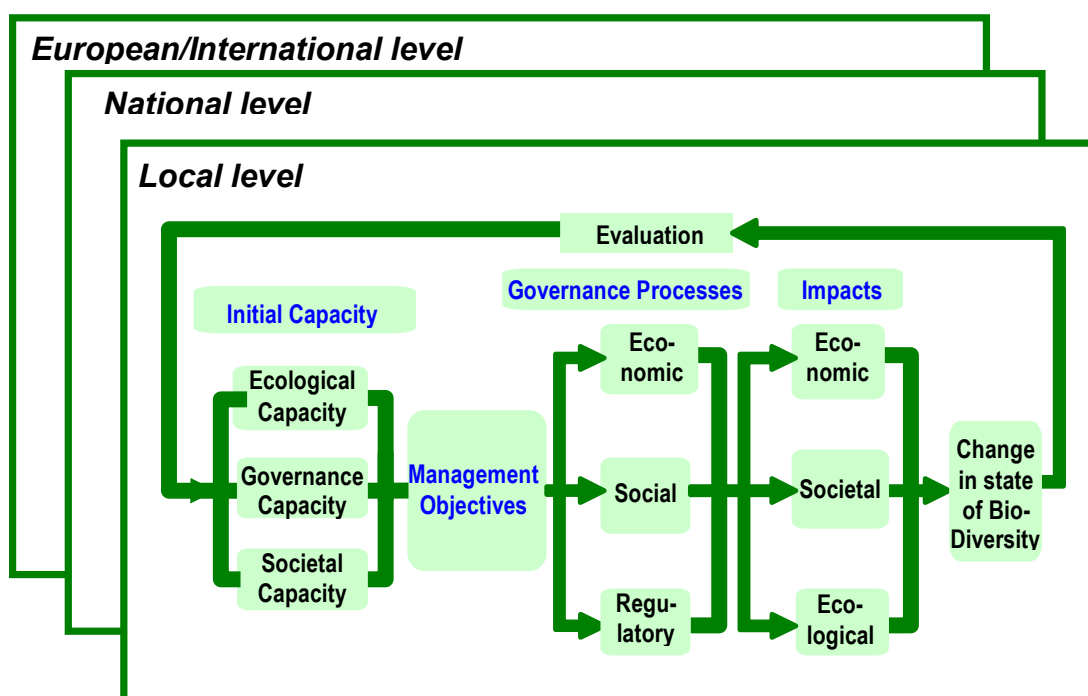 European/International level
National level
Local level
Evaluation
Governance Processes
Impacts
Initial Capacity
Eco-
nomic
Eco-
nomic
Ecological
Capacity
Governance
Capacity
Management
Objectives
Social
Societal
Change
in state
of Bio-
Diversity
Societal
Capacity
Regu-
latory
Eco-
logical